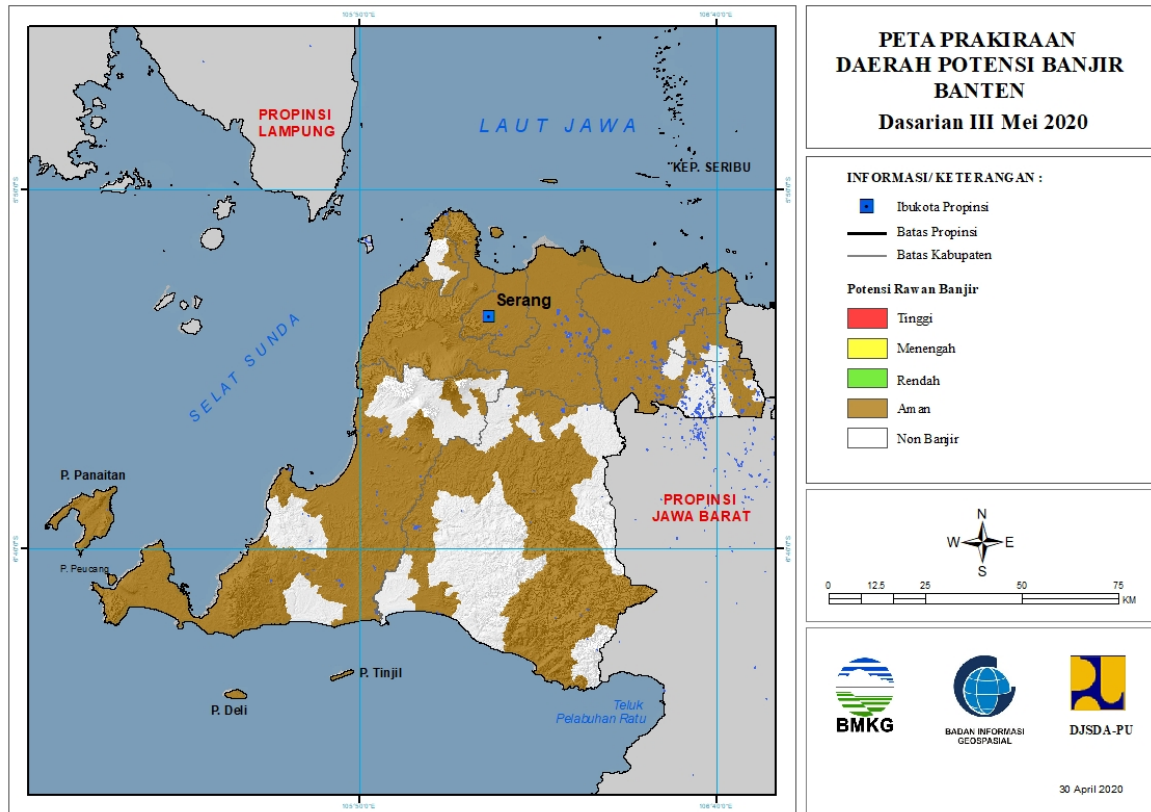 PETA PRAKIRAAN
DAERAH POTENSI BANJIR
BANTEN
Dasarian III Mei 2020
INFORMASI/ KETERANGAN :
Ibukota Propinsi
Batas Propinsi
Batas Kabupaten
Potensi Rawan Banjir
Tinggi
Menengah
Rendah
Aman
Non Banjir
N
W E
S
0 12.5 25 50 75
KM
BMKG
BADAN INFORMASI
GEOSPASIAL
DJSDA-PU
30 April 2020
PROPINSI
LAMPUNG
LAUT JAWA
KEP. SERIBU
Serang
SELAT SUNDA
P. Panaitan
P. Peucang
PROPINSI
JAWA BARAT
P. Tinjil
P. Deli
Teluk
Pelabuhan Ratu